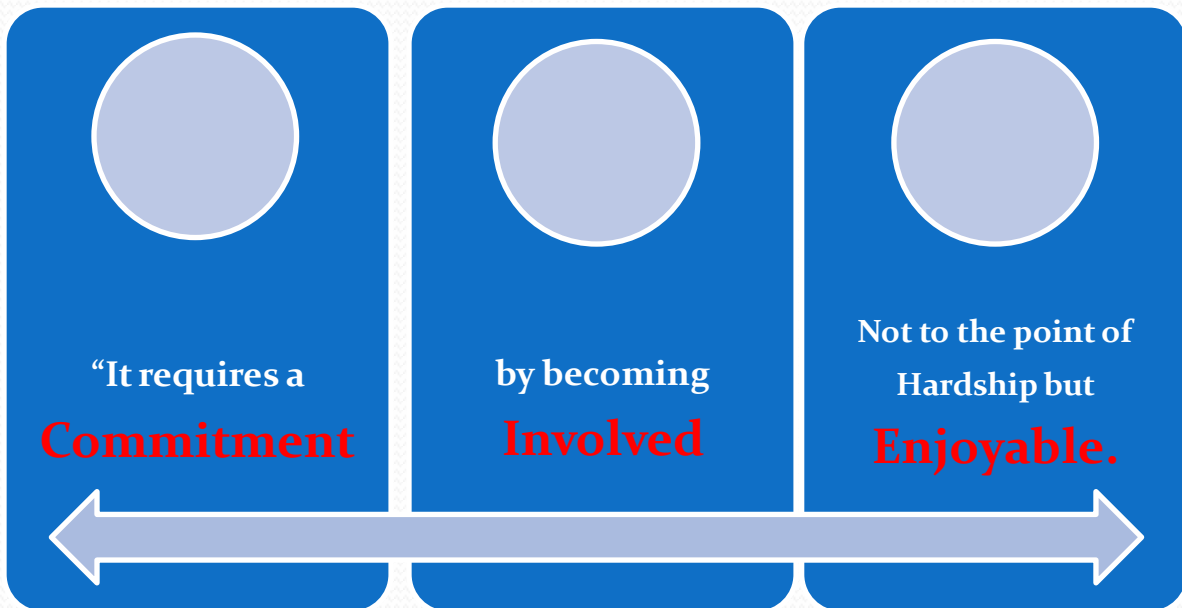 “It requires a
Commitment
by becoming
Involved
Not to the point of
Hardship but
Enjoyable.